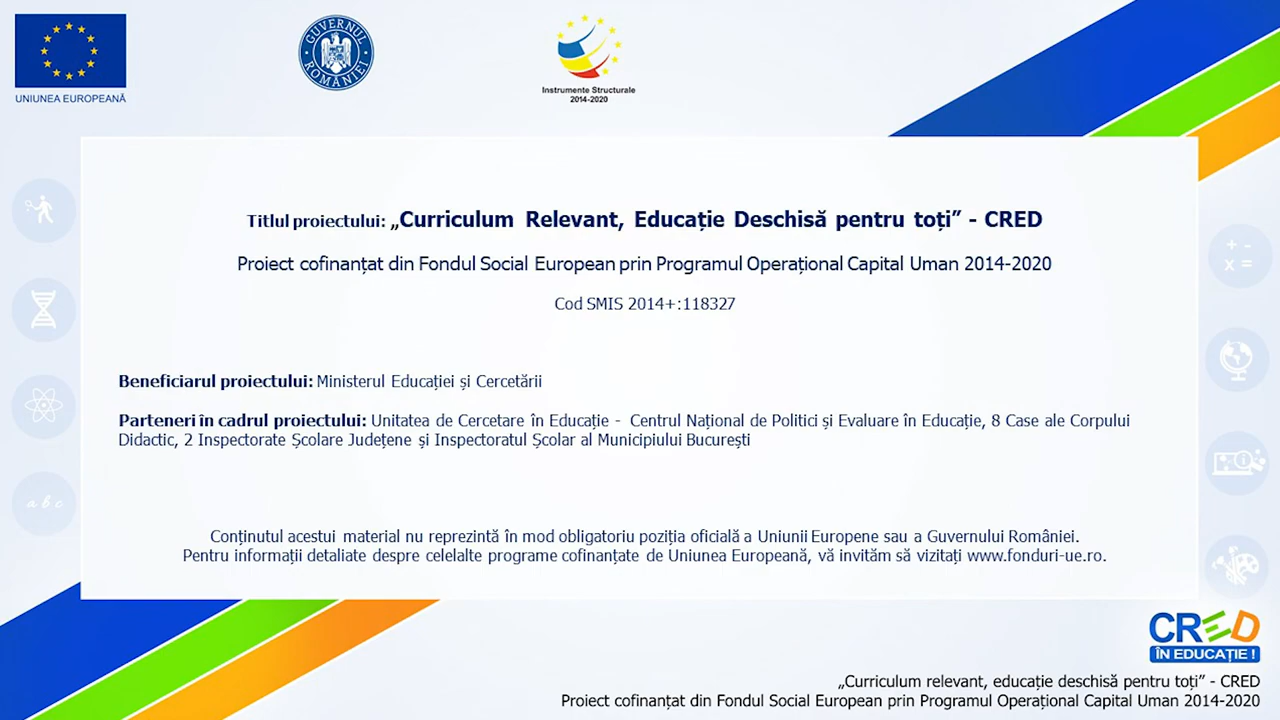 UNIUNEA EUROPEANĂ
GUVERNUL
ROMÂNIEI
Instrumente Structurale
2014-2020
Titlul proiectului: „Curriculum Relevant, Educație Deschisă pentru toți” - CRED
Proiect cofinanțat din Fondul Social European prin Programul Operațional Capital Uman 2014-2020
Cod SMIS 2014+:118327
Beneficiarul proiectului: Ministerul Educației și Cercetării
Parteneri în cadrul proiectului: Unitatea de Cercetare în Educație - Centrul Național de Politici și Evaluare în Educație, 8 Case ale Corpului
Didactic, 2 Inspectorate Școlare Județene și Inspectoratul Școlar al Municipiului București
Conținutul acestui material nu reprezintă în mod obligatoriu poziția oficială a Uniunii Europene sau a Guvernului României.
Pentru informații detaliate despre celelalte programe cofinanțate de Uniunea Europeană, vă invităm să vizitați www.fonduri-ue.ro.
+ -
x =
a b c
CRED
ÎN EDUCAȚIE !
„Curriculum relevant, educație deschisă pentru toți” - CRED
Proiect cofinanțat din Fondul Social European prin Programul Operațional Capital Uman 2014-2020